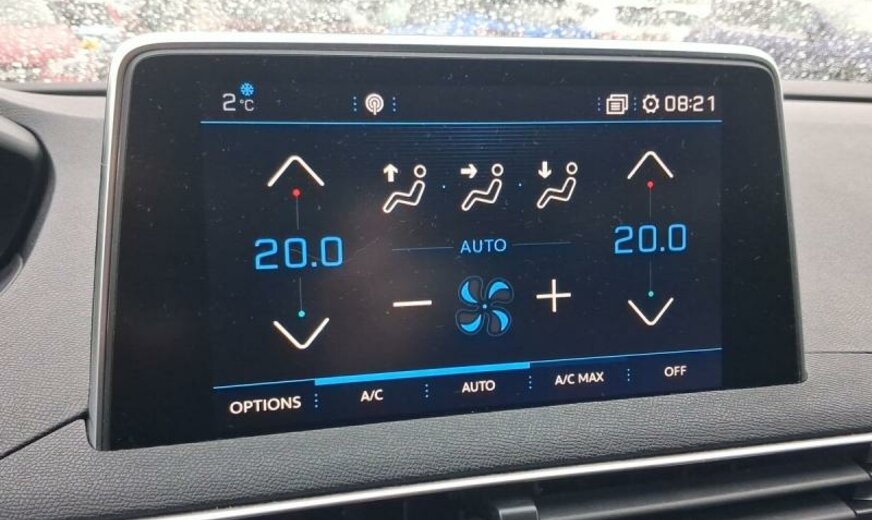 2°C 08:21
20.0 20.0
AUTO
OPTIONS A/C AUTO A/C MAX OFF